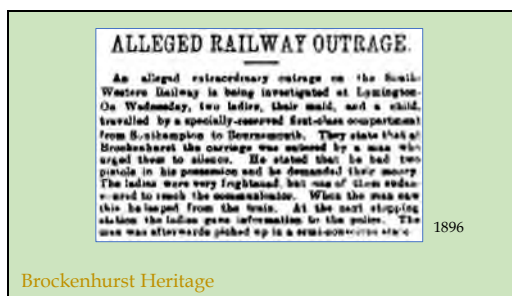 ALLEGED RAILWAY OUTRAGE.
An alleged extraordinary outrage on the South-
Western Railway is being investigated at Lymington.
On Wednesday, two ladies, their maid, and a child,
travelled by a specially-reserved first-class compartment
from Southampton to Bournemouth. They state that at
Brockenhurst the carriage was entered by a man who
urged them to silence. He stated that he had two
pistols in his possession and he demanded their money.
The ladies were very frightened, but one of them endea-
voured to reach the communicator. When the man saw
this he leaped from the train. At the next stopping
station the ladies gave information to the police. The
man was afterwards picked up in a semi-conscious state.
1896
Brockenhurst Heritage